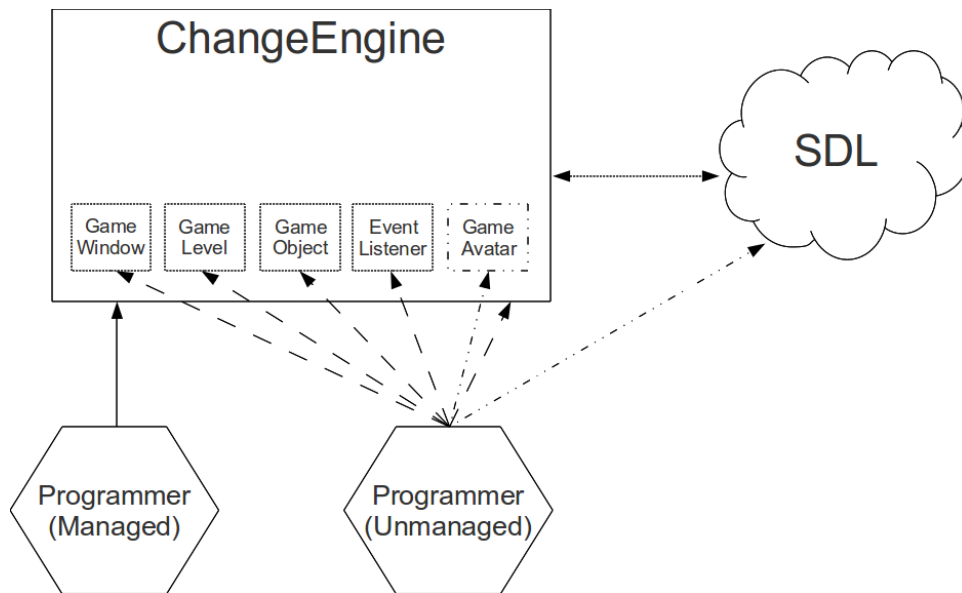 ChangeEngine
SDL
Game
Window
Game
Level
Game
Object
Event
Listener
Game
Avatar
Programmer
(Managed)
Programmer
(Unmanaged)